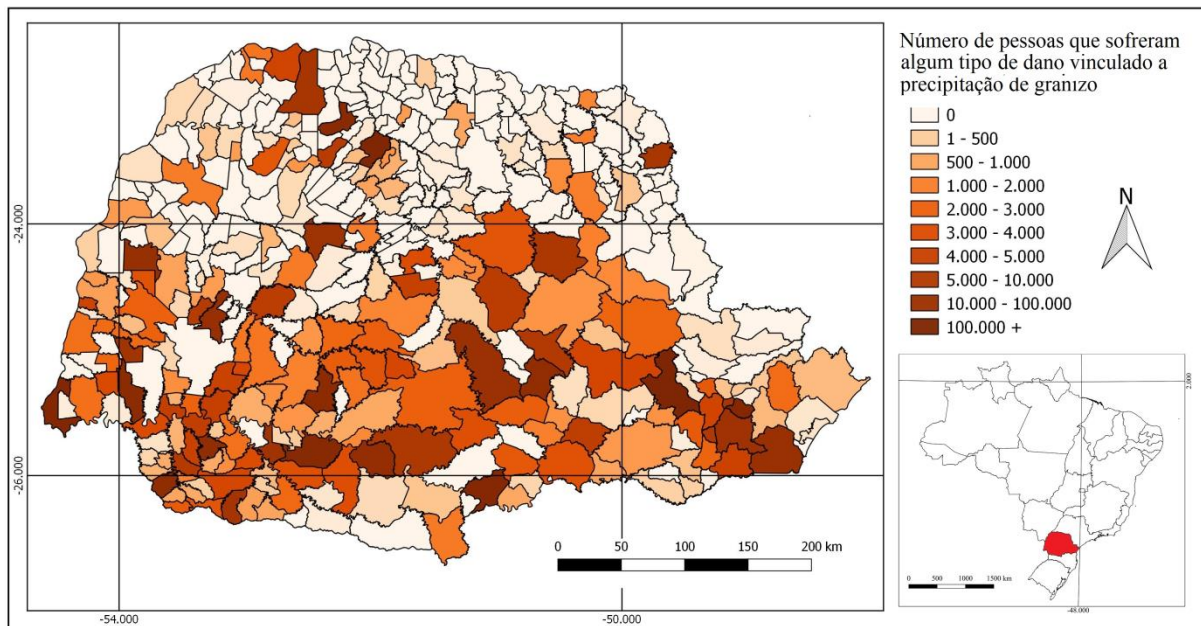 Número de pessoas que sofreram
algum tipo de dano vinculado a
precipitação de granizo
0
1 - 500
500 - 1.000
1.000 - 2.000
2.000 - 3.000
3.000 - 4.000
4.000 - 5.000
5.000 - 10.000
10.000 - 100.000
100.000 +
N
-24.000
-26.000
0 50 100 150 200 km
-54.000
-50.000
2.000
0 500 1000 1500 km
-48.000